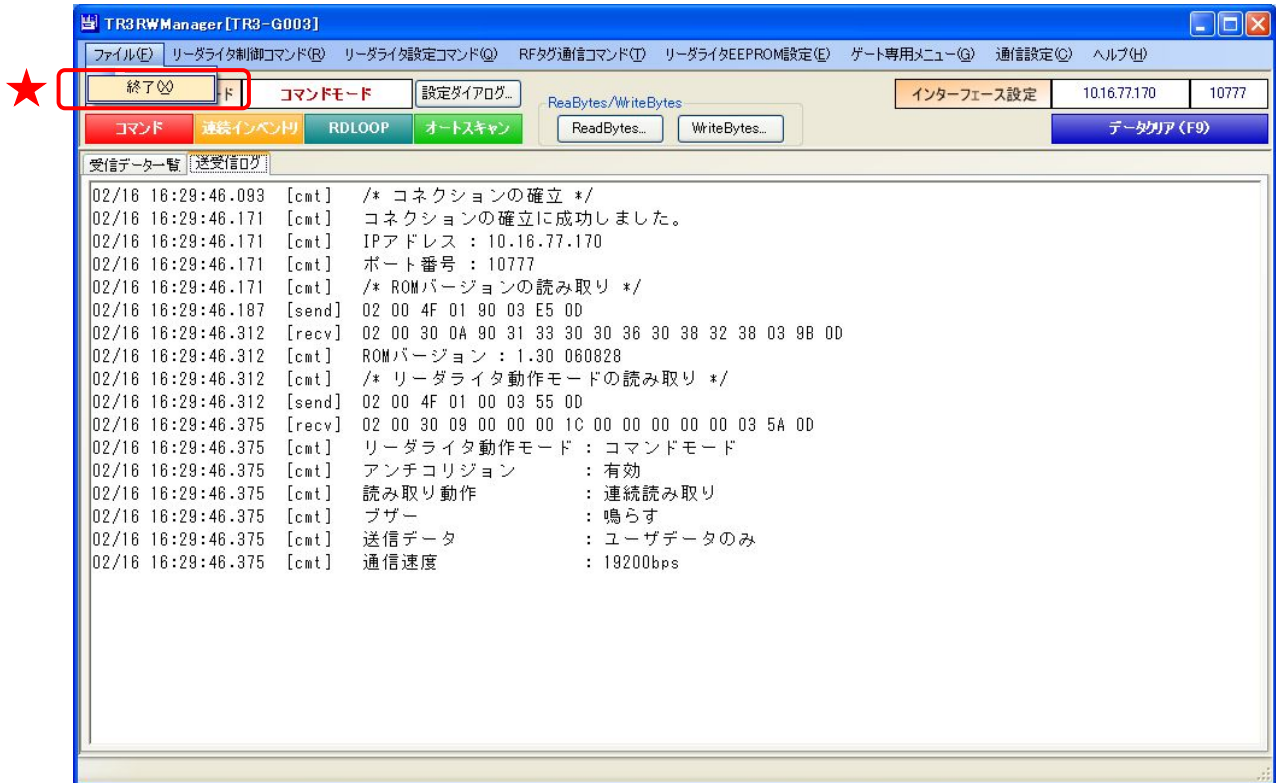 TR3RWManager[TR3-G003]
ファイル(F) リーダライタ制御コマンド(R) リーダライタ設定コマンド(Q) RFタグ通信コマンド(T) リーダライタEEPROM設定(E) ゲート専用メニュー(G) 通信設定(C) ヘルプ(H)
終了(X)
ード コマンドモード 設定ダイアログ... ReaBytes/WriteBytes インターフェース設定 10.16.77.170 10777
コマンド 連続インベントリ RDLOOP オートスキャン ReadBytes... WriteBytes... データクリア (F9)
受信データ一覧 送受信ログ
02/16 16:29:46.093 [cmt] /* コネクションの確立 */
02/16 16:29:46.171 [cmt] コネクションの確立に成功しました。
02/16 16:29:46.171 [cmt] IPアドレス : 10.16.77.170
02/16 16:29:46.171 [cmt] ポート番号 : 10777
02/16 16:29:46.171 [cmt] /* ROMバージョンの読み取り */
02/16 16:29:46.187 [send] 02 00 4F 01 90 03 E5 0D
02/16 16:29:46.312 [recv] 02 00 30 0A 90 31 33 30 30 36 30 38 32 38 03 9B 0D
02/16 16:29:46.312 [cmt] ROMバージョン : 1.30 060828
02/16 16:29:46.312 [cmt] /* リーダライタ動作モードの読み取り */
02/16 16:29:46.312 [send] 02 00 4F 01 00 03 55 0D
02/16 16:29:46.375 [recv] 02 00 30 09 00 00 00 1C 00 00 00 00 00 03 5A 0D
02/16 16:29:46.375 [cmt] リーダライタ動作モード : コマンドモード
02/16 16:29:46.375 [cmt] アンチコリジョン : 有効
02/16 16:29:46.375 [cmt] 読み取り動作 : 連続読み取り
02/16 16:29:46.375 [cmt] ブザー : 鳴らす
02/16 16:29:46.375 [cmt] 送信データ : ユーザデータのみ
02/16 16:29:46.375 [cmt] 通信速度 : 19200bps